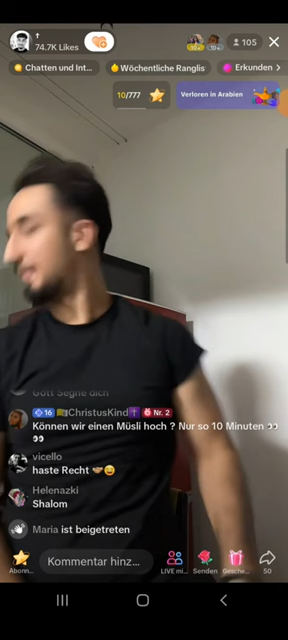 †
74.7K Likes
105
Chatten und Int...
Wöchentliche Ranglis
Erkunden >
10/777
Verloren in Arabien
Gott Segne dich
16 ChristusKind Nr. 2
Können wir einen Müsli hoch ? Nur so 10 Minuten
vicello
haste Recht
Helenazki
Shalom
Maria ist beigetreten
Abonn...
Kommentar hinz...
LIVE mi...
Senden
Gesche...
50